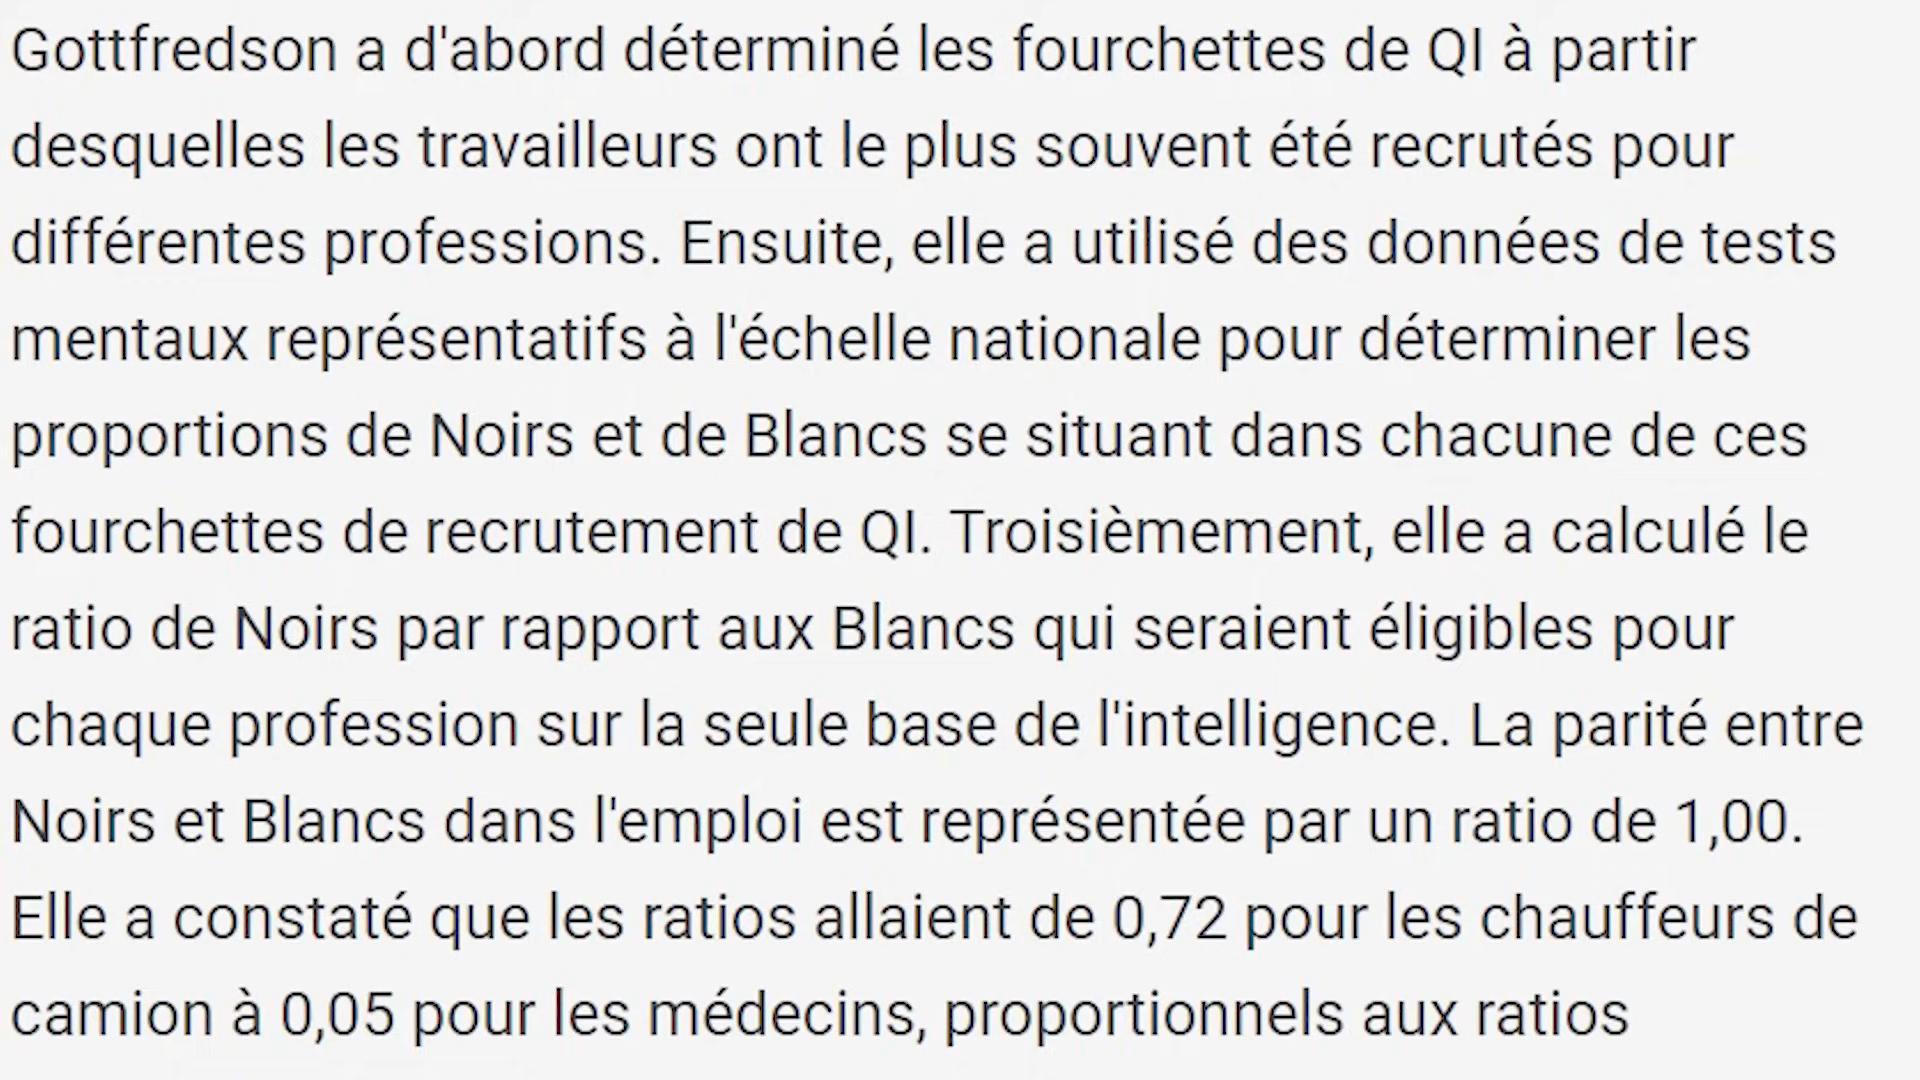 Gottfredson a d'abord déterminé les fourchettes de QI à partir
desquelles les travailleurs ont le plus souvent été recrutés pour
différentes professions. Ensuite, elle a utilisé des données de tests
mentaux représentatifs à l'échelle nationale pour déterminer les
proportions de Noirs et de Blancs se situant dans chacune de ces
fourchettes de recrutement de QI. Troisièmement, elle a calculé le
ratio de Noirs par rapport aux Blancs qui seraient éligibles pour
chaque profession sur la seule base de l'intelligence. La parité entre
Noirs et Blancs dans l'emploi est représentée par un ratio de 1,00.
Elle a constaté que les ratios allaient de 0,72 pour les chauffeurs de
camion à 0,05 pour les médecins, proportionnels aux ratios